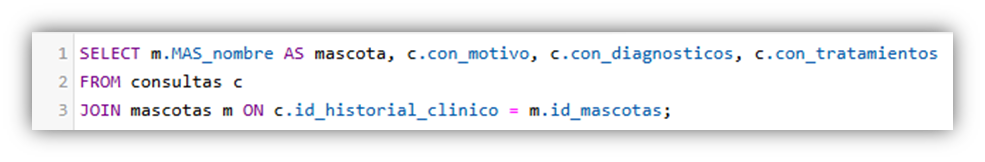 1 SELECT m.MAS_nombre AS mascota, c.con_motivo, c.con_diagnosticos, c.con_tratamientos
2 FROM consultas c
3 JOIN mascotas m ON c.id_historial_clinico = m.id_mascotas;